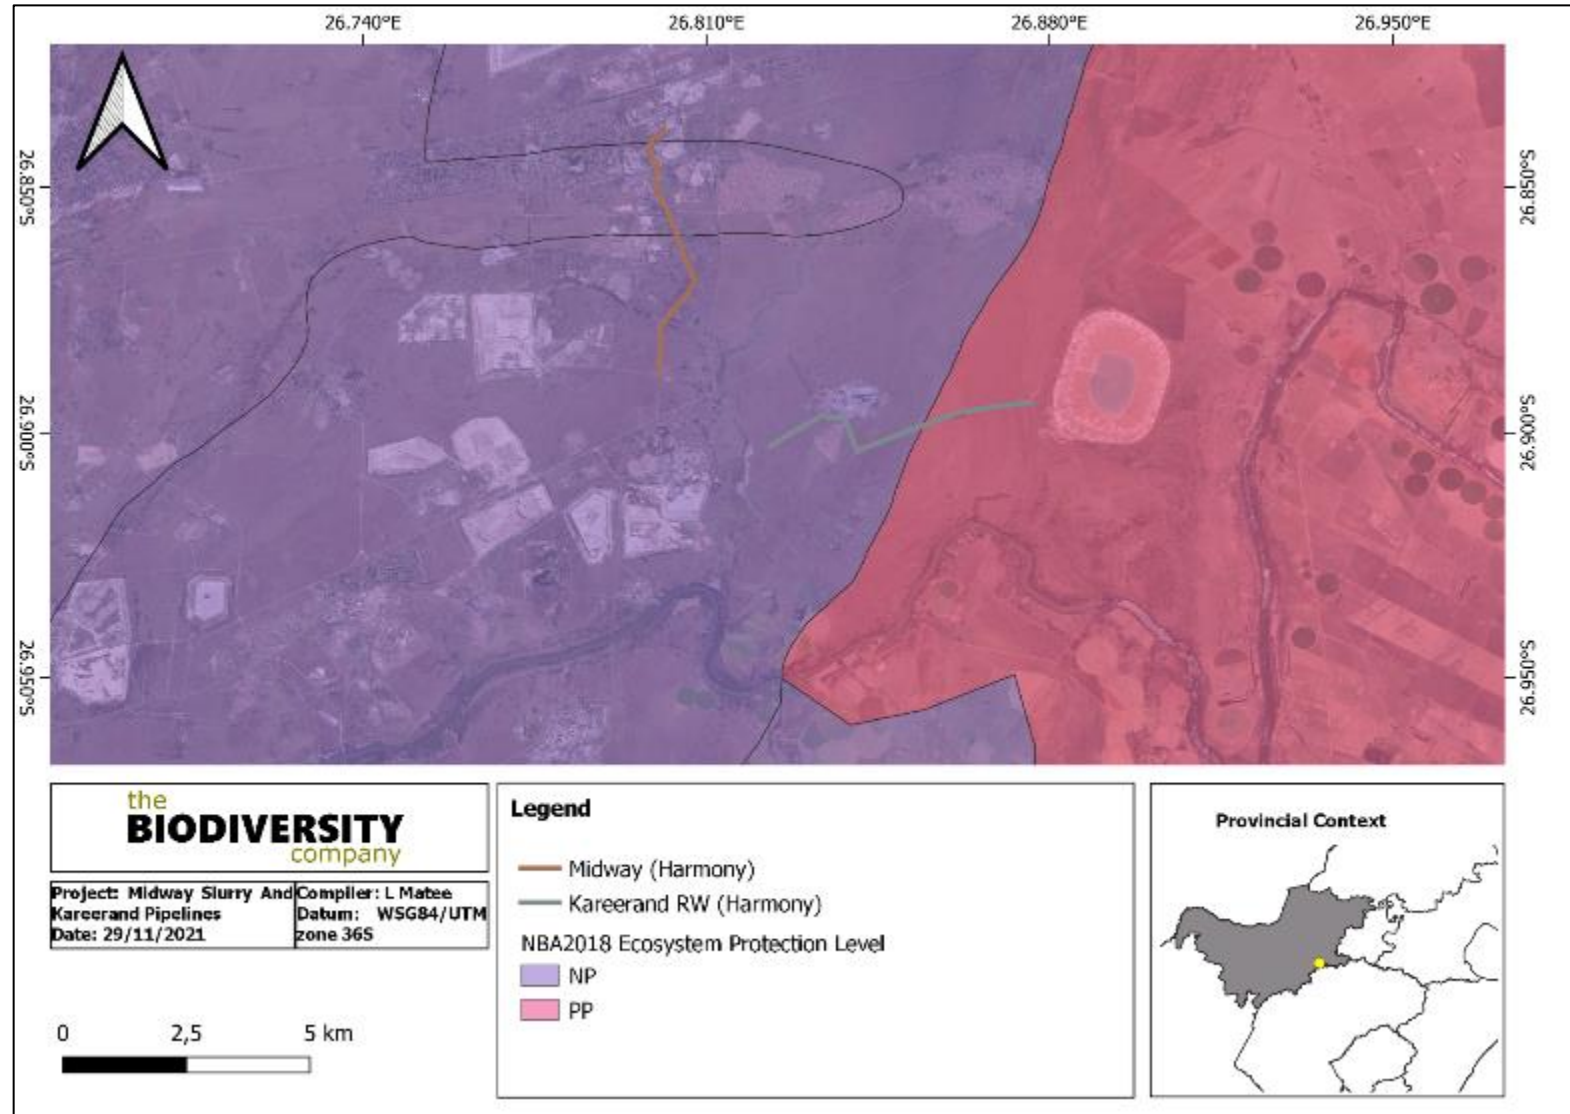 26.740°E 26.810°E 26.880°E 26.950°E
26.850°S 26.850°S
26.900°S 26.900°S
26.950°S 26.950°S
the
BIODIVERSITY
company
Project: Midway Slurry And
Kareerand Pipelines
Date: 29/11/2021
Compiler: L Matee
Datum: WSG84/UTM
zone 36S
0 2,5 5 km
Legend
Midway (Harmony)
Kareerand RW (Harmony)
NBA2018 Ecosystem Protection Level
NP
PP
Provincial Context